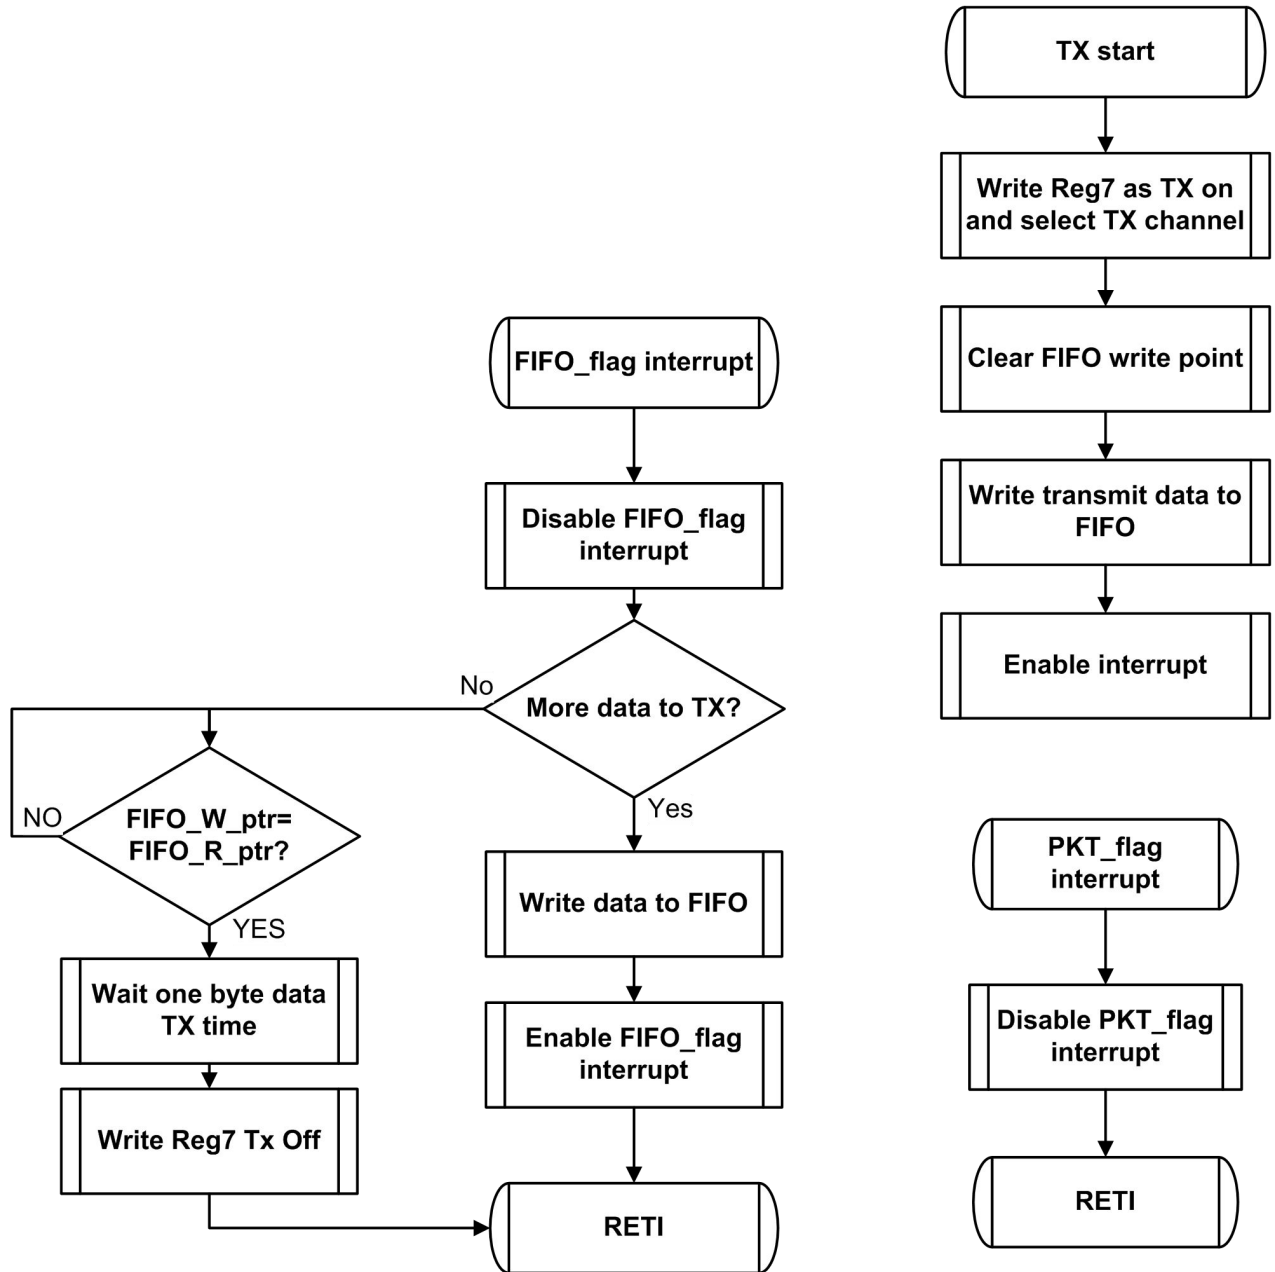 TX start
Write Reg7 as TX on
and select TX channel
Clear FIFO write point
Write transmit data to
FIFO
Enable interrupt
FIFO_flag interrupt
Disable FIFO_flag
interrupt
More data to TX?
No
Yes
FIFO_W_ptr=
FIFO_R_ptr?
NO
YES
Wait one byte data
TX time
Write Reg7 Tx Off
Write data to FIFO
Enable FIFO_flag
interrupt
RETI
PKT_flag
interrupt
Disable PKT_flag
interrupt
RETI